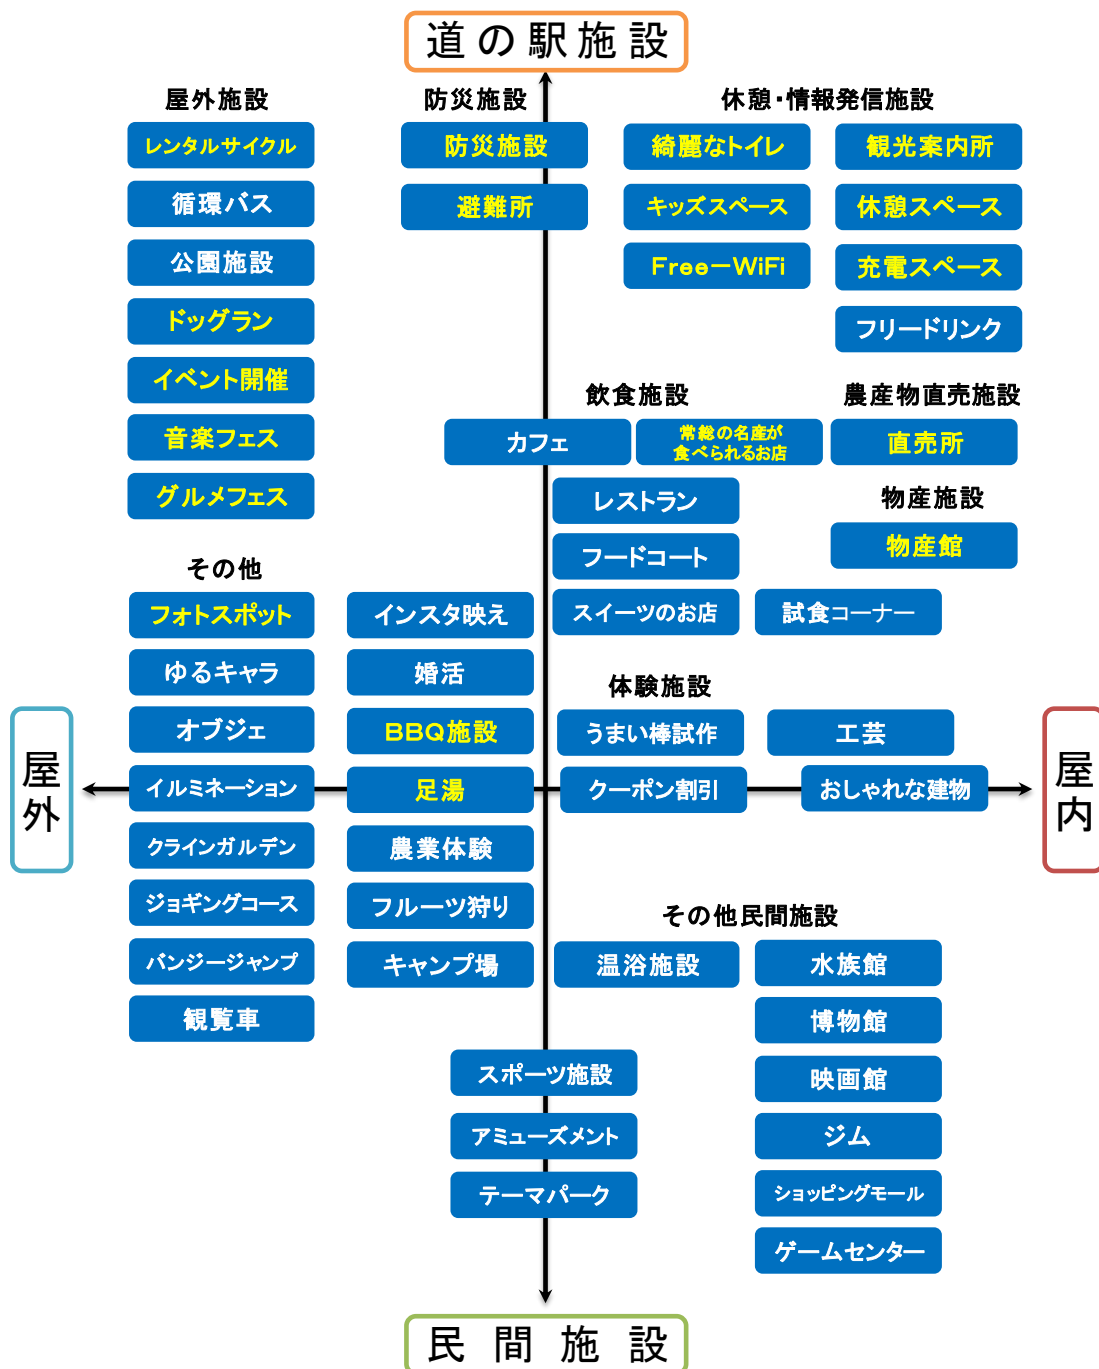 道の駅施設
屋外施設
レンタルサイクル
循環バス
公園施設
ドッグラン
イベント開催
音楽フェス
グルメフェス
防災施設
防災施設
避難所
休憩・情報発信施設
綺麗なトイレ
キッズスペース
Free－WiFi
観光案内所
休憩スペース
充電スペース
フリードリンク
飲食施設
カフェ
常総の名産が
食べられるお店
レストラン
フードコート
スイーツのお店
試食コーナー
農産物直売施設
直売所
物産施設
物産館
その他
フォトスポット
ゆるキャラ
オブジェ
イルミネーション
クラインガルデン
ジョギングコース
バンジージャンプ
観覧車
インスタ映え
婚活
BBQ施設
足湯
農業体験
フルーツ狩り
キャンプ場
体験施設
うまい棒試作
工芸
クーポン割引
おしゃれな建物
屋外
屋内
その他民間施設
温浴施設
水族館
博物館
映画館
ジム
ショッピングモール
ゲームセンター
スポーツ施設
アミューズメント
テーマパーク
民間施設